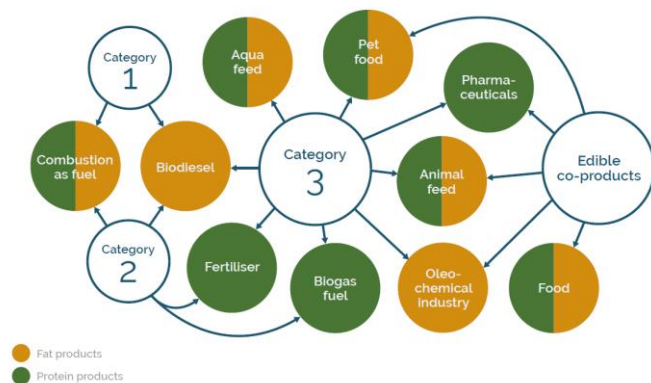 Category
1
Aqua
feed
Pet
food
Pharma-
ceuticals
Combustion
as fuel
Biodiesel
Category
3
Animal
feed
Edible
co-products
Category
2
Fertiliser
Biogas
fuel
Oleo-
chemical
industry
Food
Fat products
Protein products